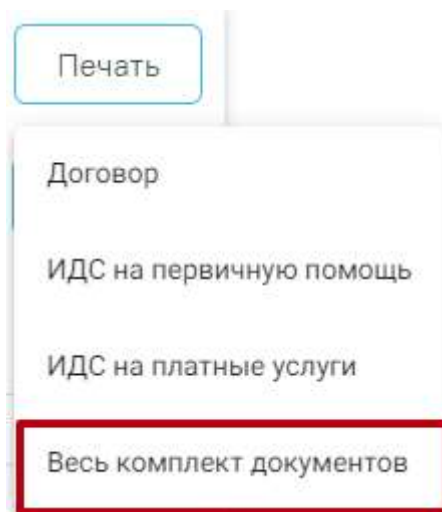 Печать
Договор
ИДС на первичную помощь
ИДС на платные услуги
Весь комплект документов